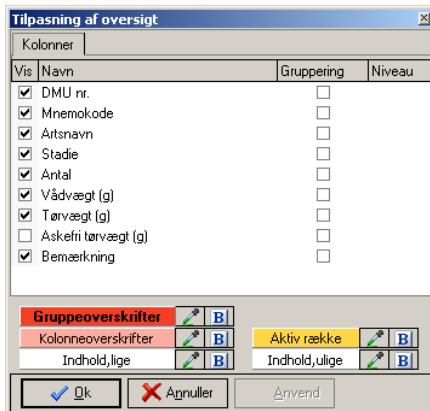 Tilpasning af oversigt
Kolonner
Vis Navn Gruppering Niveau
DMU nr.
Mnemokode
Artsnavn
Stadie
Antal
Vådvægt (g)
Tørvægt (g)
Askefri tørvægt (g)
Bemærkning
Gruppeoverskrifter B
Kolonneoverskrifter B Aktiv række B
Indhold,lige B Indhold,ulige B
Ok Annuller Anvend